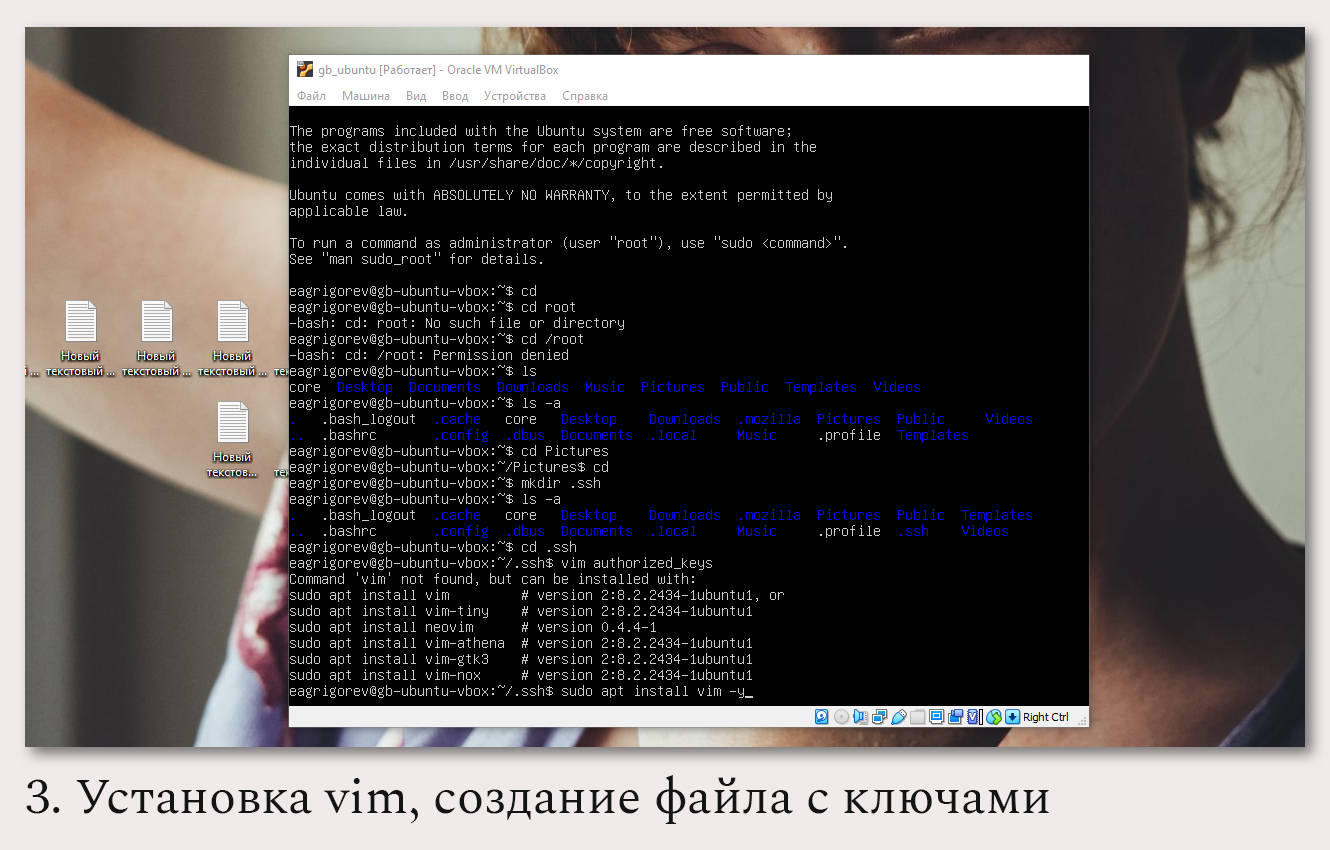 gb_ubuntu [Работает] - Oracle VM VirtualBox
Файл Машина Вид Ввод Устройства Справка
The programs included with the Ubuntu system are free software;
the exact distribution terms for each program are described in the
individual files in /usr/share/doc/*/copyright.
Ubuntu comes with ABSOLUTELY NO WARRANTY, to the extent permitted by
applicable law.
To run a command as administrator (user "root"), use "sudo <command>".
See "man sudo_root" for details.
eagrigorev@gb-ubuntu-vbox:~$ cd
eagrigorev@gb-ubuntu-vbox:~$ cd root
-bash: cd: root: No such file or directory
eagrigorev@gb-ubuntu-vbox:~$ cd /root
-bash: cd: /root: Permission denied
eagrigorev@gb-ubuntu-vbox:~$ ls
core Desktop Documents Downloads Music Pictures Public Templates Videos
eagrigorev@gb-ubuntu-vbox:~$ ls -a
. .bash_logout .cache core Desktop Downloads .mozilla Pictures Public Videos
.. .bashrc .config .dbus Documents .local Music .profile Templates
eagrigorev@gb-ubuntu-vbox:~$ cd Pictures
eagrigorev@gb-ubuntu-vbox:~/Pictures$ cd
eagrigorev@gb-ubuntu-vbox:~$ mkdir .ssh
eagrigorev@gb-ubuntu-vbox:~$ ls -a
. .bash_logout .cache core Desktop Downloads .mozilla Pictures Public Templates
.. .bashrc .config .dbus Documents .local Music .profile .ssh Videos
eagrigorev@gb-ubuntu-vbox:~$ cd .ssh
eagrigorev@gb-ubuntu-vbox:~/.ssh$ vim authorized_keys
Command 'vim' not found, but can be installed with:
sudo apt install vim # version 2:8.2.2434-1ubuntu1, or
sudo apt install vim-tiny # version 2:8.2.2434-1ubuntu1
sudo apt install neovim # version 0.4.4-1
sudo apt install vim-athena # version 2:8.2.2434-1ubuntu1
sudo apt install vim-gtk3 # version 2:8.2.2434-1ubuntu1
sudo apt install vim-nox # version 2:8.2.2434-1ubuntu1
eagrigorev@gb-ubuntu-vbox:~/.ssh$ sudo apt install vim -y_
Right Ctrl
Новый
текстовый ...
Новый
текстовый ...
Новый
текстовый ...
Новый
текстов...
3. Установка vim, создание файла с ключами